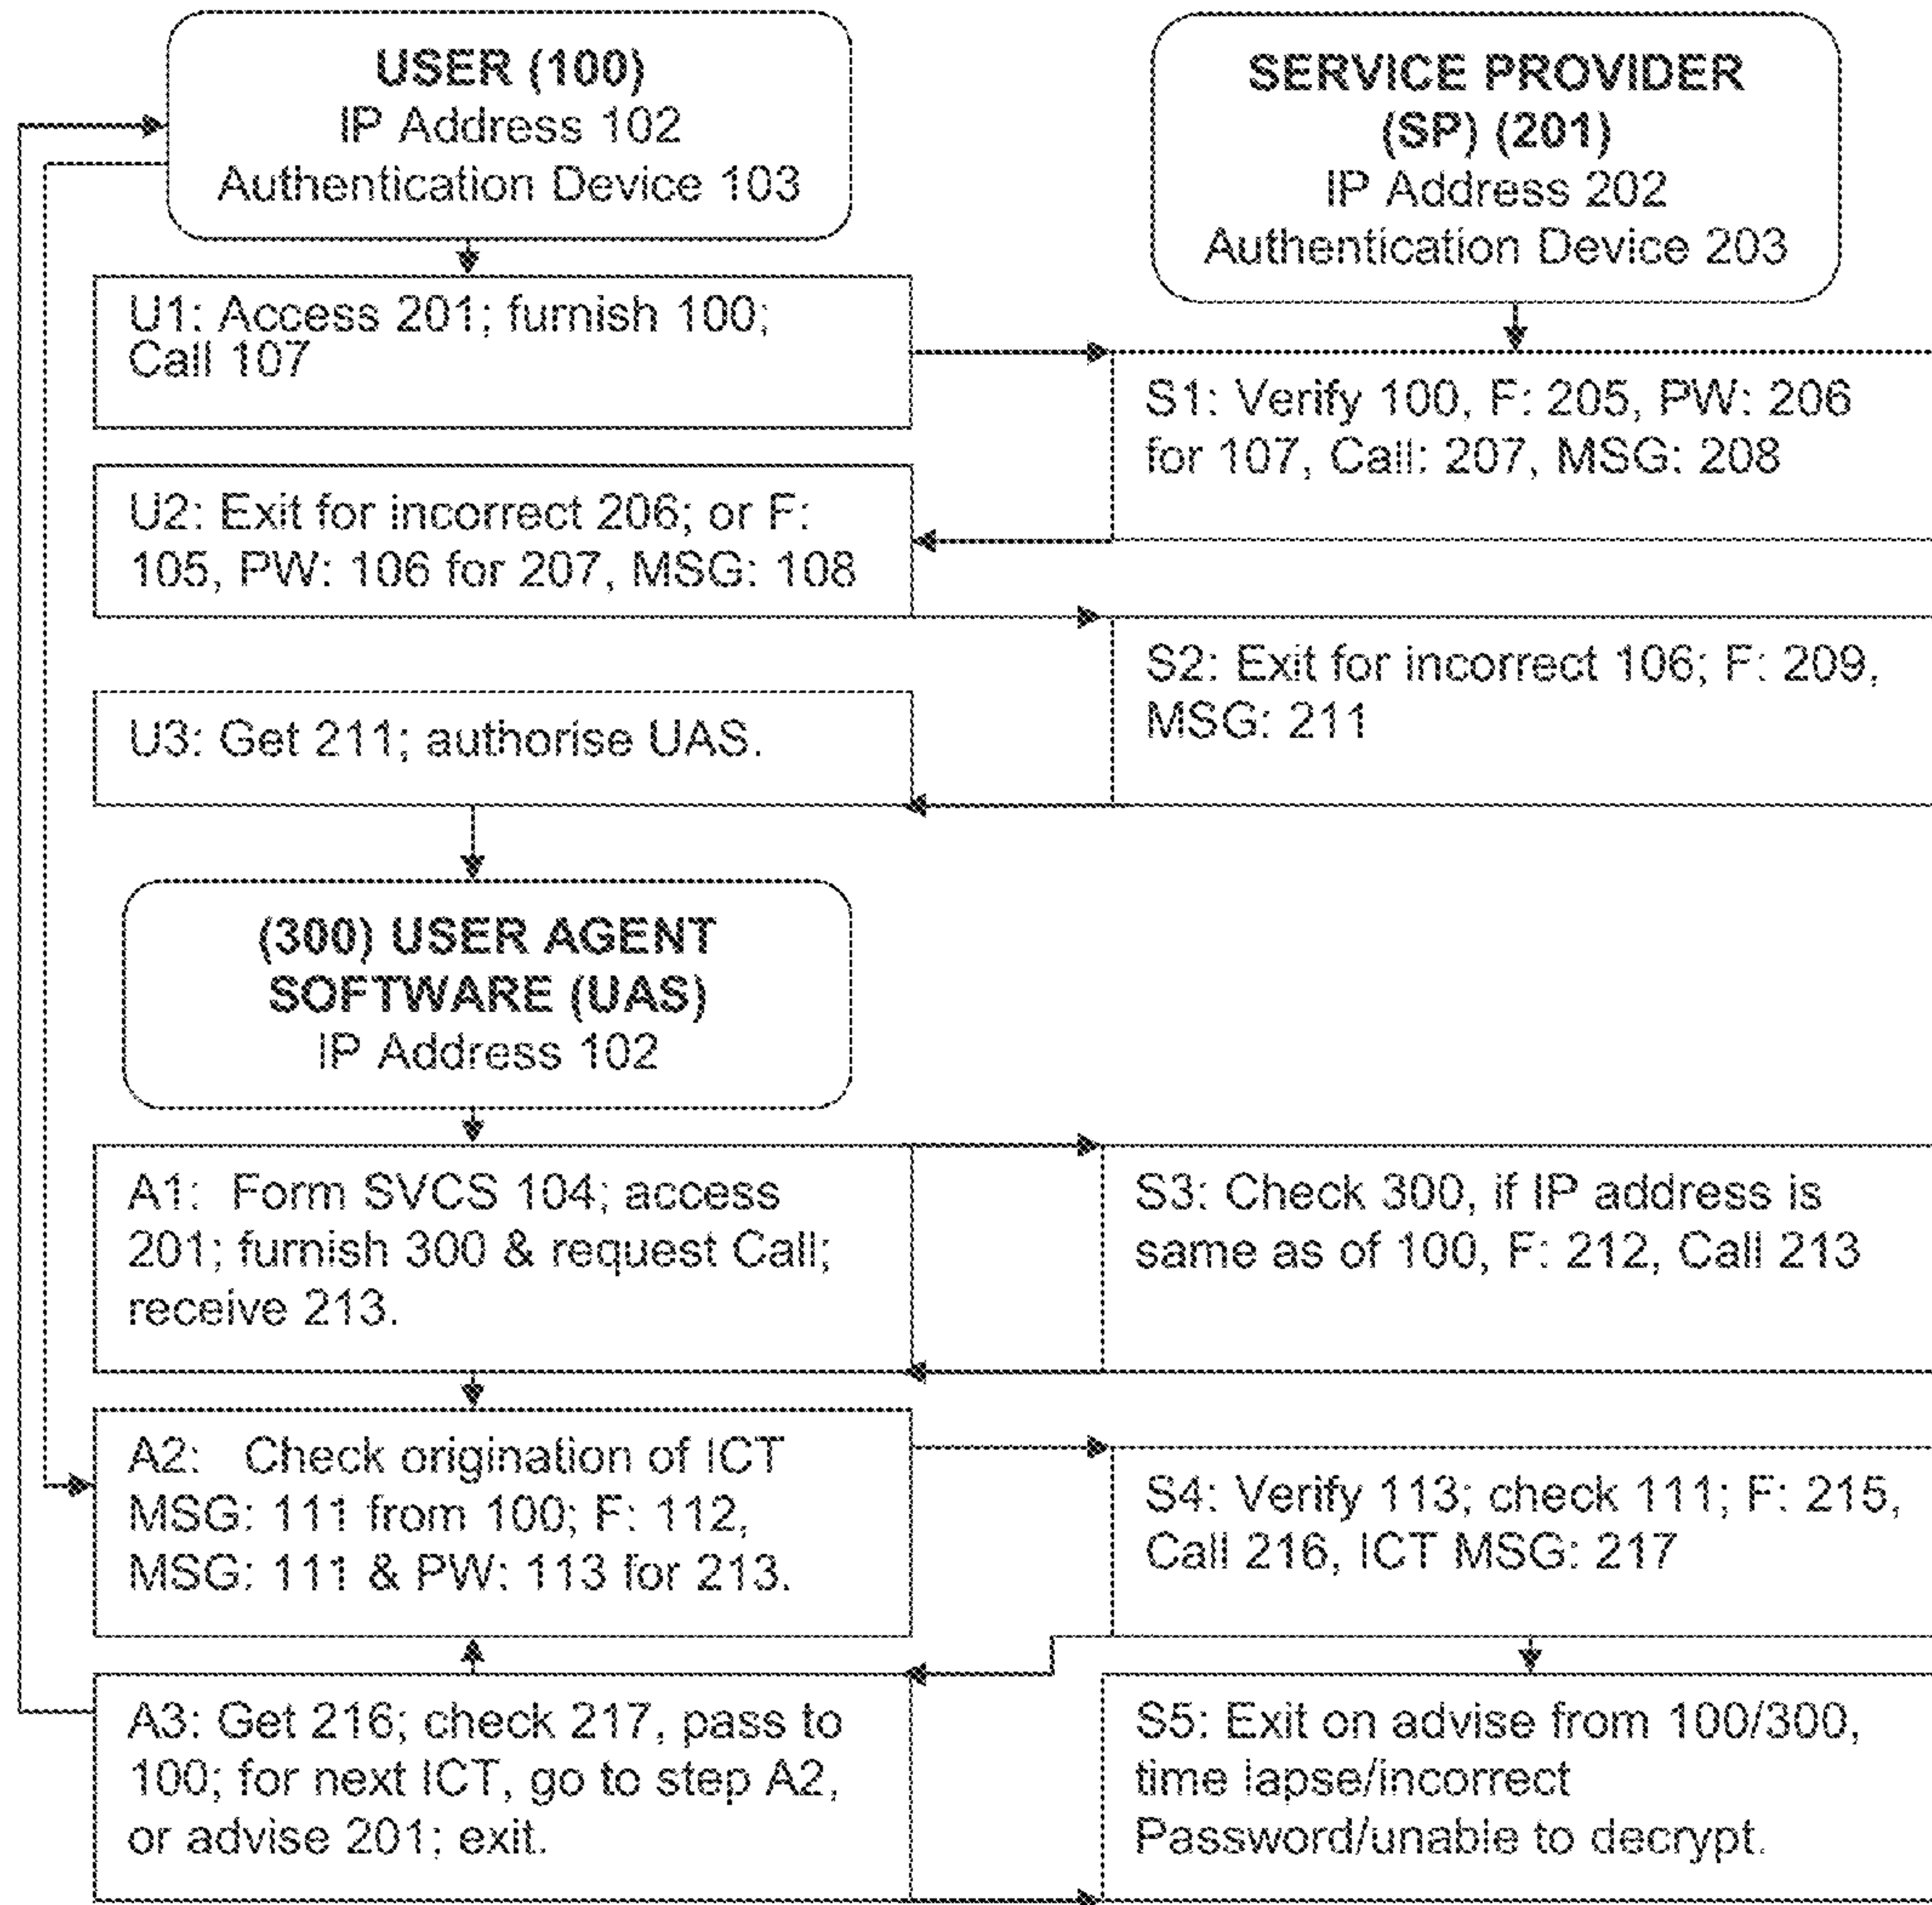 USER (100)
IP Address 102
Authentication Device 103
SERVICE PROVIDER
(SP) (201)
IP Address 202
Authentication Device 203
U1: Access 201; furnish 100;
Call 107
S1: Verify 100, F: 205, PW: 206
for 107, Call: 207, MSG: 208
U2: Exit for incorrect 206; or F:
105, PW: 106 for 207, MSG: 108
S2: Exit for incorrect 106; F: 209,
MSG: 211
U3: Get 211; authorise UAS.
(300) USER AGENT
SOFTWARE (UAS)
IP Address 102
A1: Form SVCS 104; access
201; furnish 300 & request Call;
receive 213.
S3: Check 300, if IP address is
same as of 100, F: 212, Call 213
A2: Check origination of ICT
MSG: 111 from 100; F: 112,
MSG: 111 & PW: 113 for 213.
S4: Verify 113; check 111; F: 215,
Call 216, ICT MSG: 217
A3: Get 216; check 217, pass to
100; for next ICT, go to step A2,
or advise 201; exit.
S5: Exit on advise from 100/300,
time lapse/incorrect
Password/unable to decrypt.